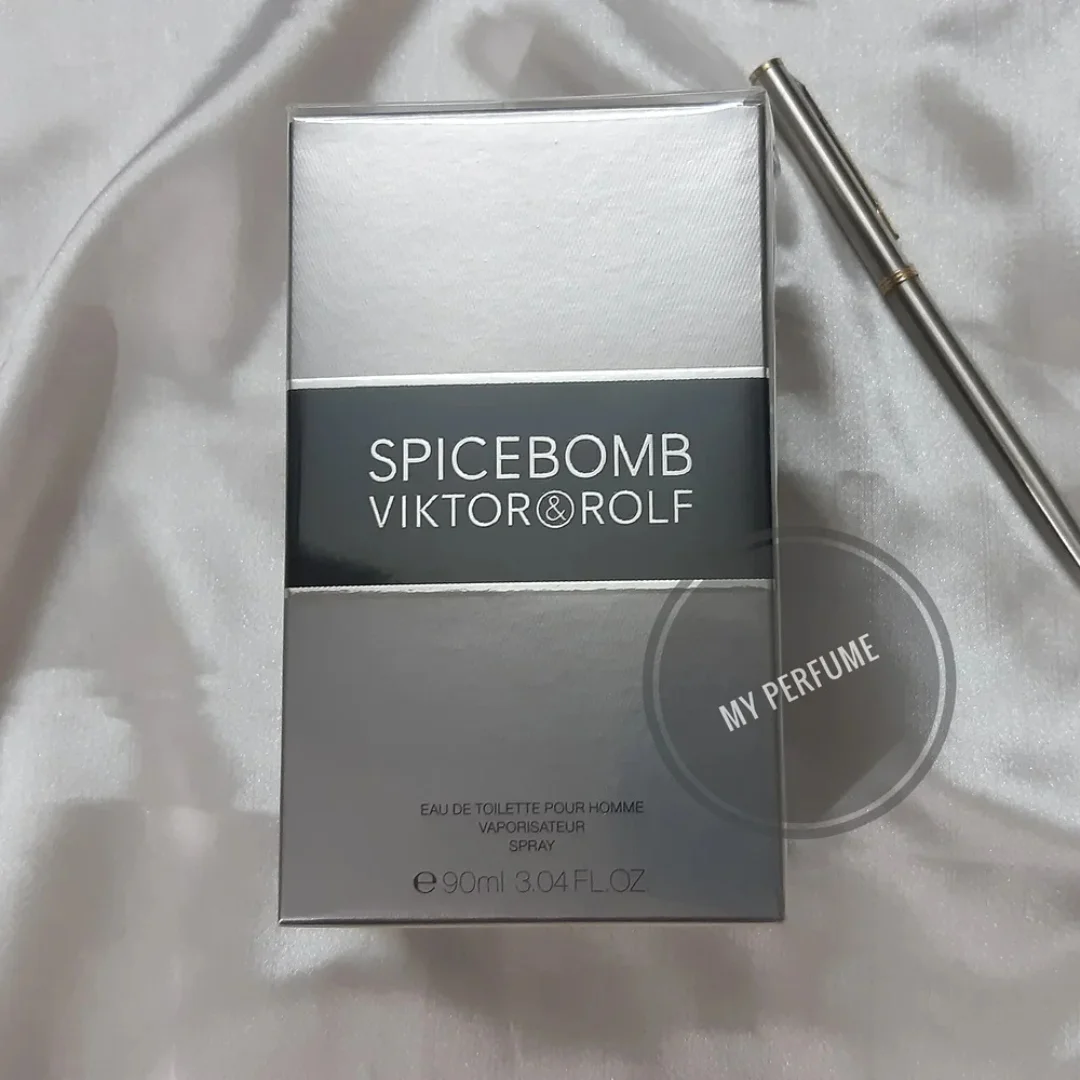 SPICEBOMB
VIKTOR&ROLF
MY PERFUME
EAU DE TOILETTE POUR HOMME
VAPORISATEUR
SPRAY
e 90ml 3.04 FL.OZ.